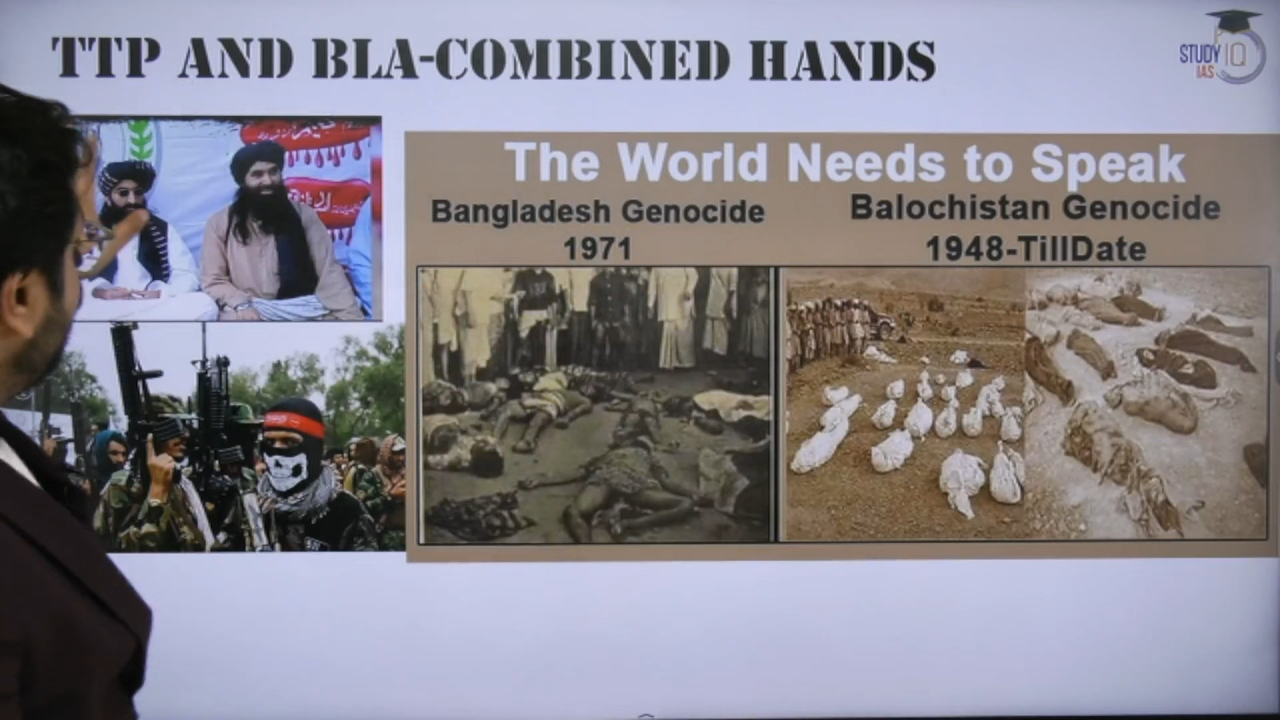 TTP AND BLA-COMBINED HANDS
STUDY IQ
IAS
The World Needs to Speak
Bangladesh Genocide
1971
Balochistan Genocide
1948-TillDate